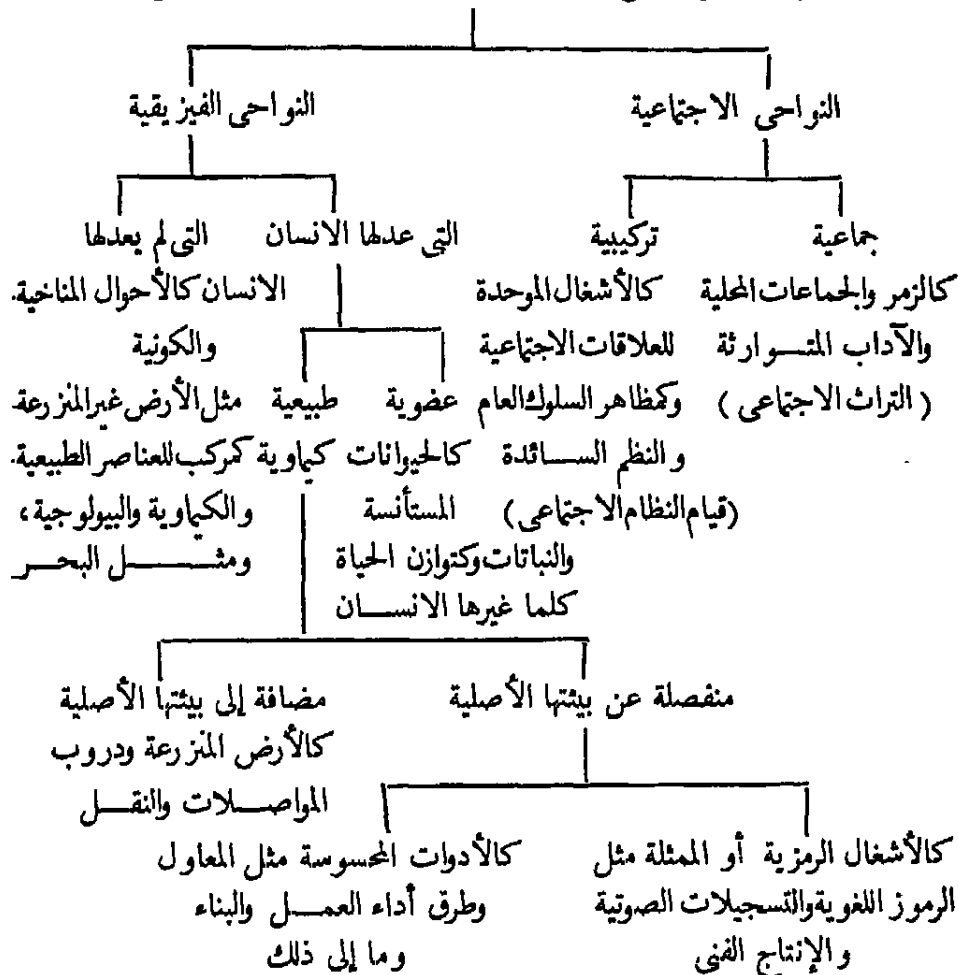 النواحى الاجتماعية
النواحى الفيزيقية
جماعية
كالزمر والجماعات المحلية
والآداب المتوارثة
( التراث الاجتماعى )
تركيبية
كالأشغال الموحدة
للعلاقات الاجتماعية
وكمظاهر السلوك العام
والنظم السائدة
(قيام النظام الاجتماعى)
التى عدلها الانسان
عضوية
كالحيوانات
المستأنسة
والنباتات وكتوازن الحياة
كلما غيرها الانسان
طبيعية
كيماوية
التى لم يعدلها
الانسان كالأحوال المناخية.
والكونية
مثل الأرض غير المنزرعة.
كمركب للعناصر الطبيعية.
والكيماوية والبيولوجية،
ومثل البحر
منفصلة عن بيئتها الأصلية
مضافة إلى بيئتها الأصلية
كالأرض المنزرعة ودروب
المواصلات والنقل
كالأشغال الرمزية أو الممثلة مثل
الرموز اللغوية والتسجيلات الصوتية
والإنتاج الفنى
كالأدوات المحسوسة مثل المعاول
وطرق أداء العمل والبناء
وما إلى ذلك